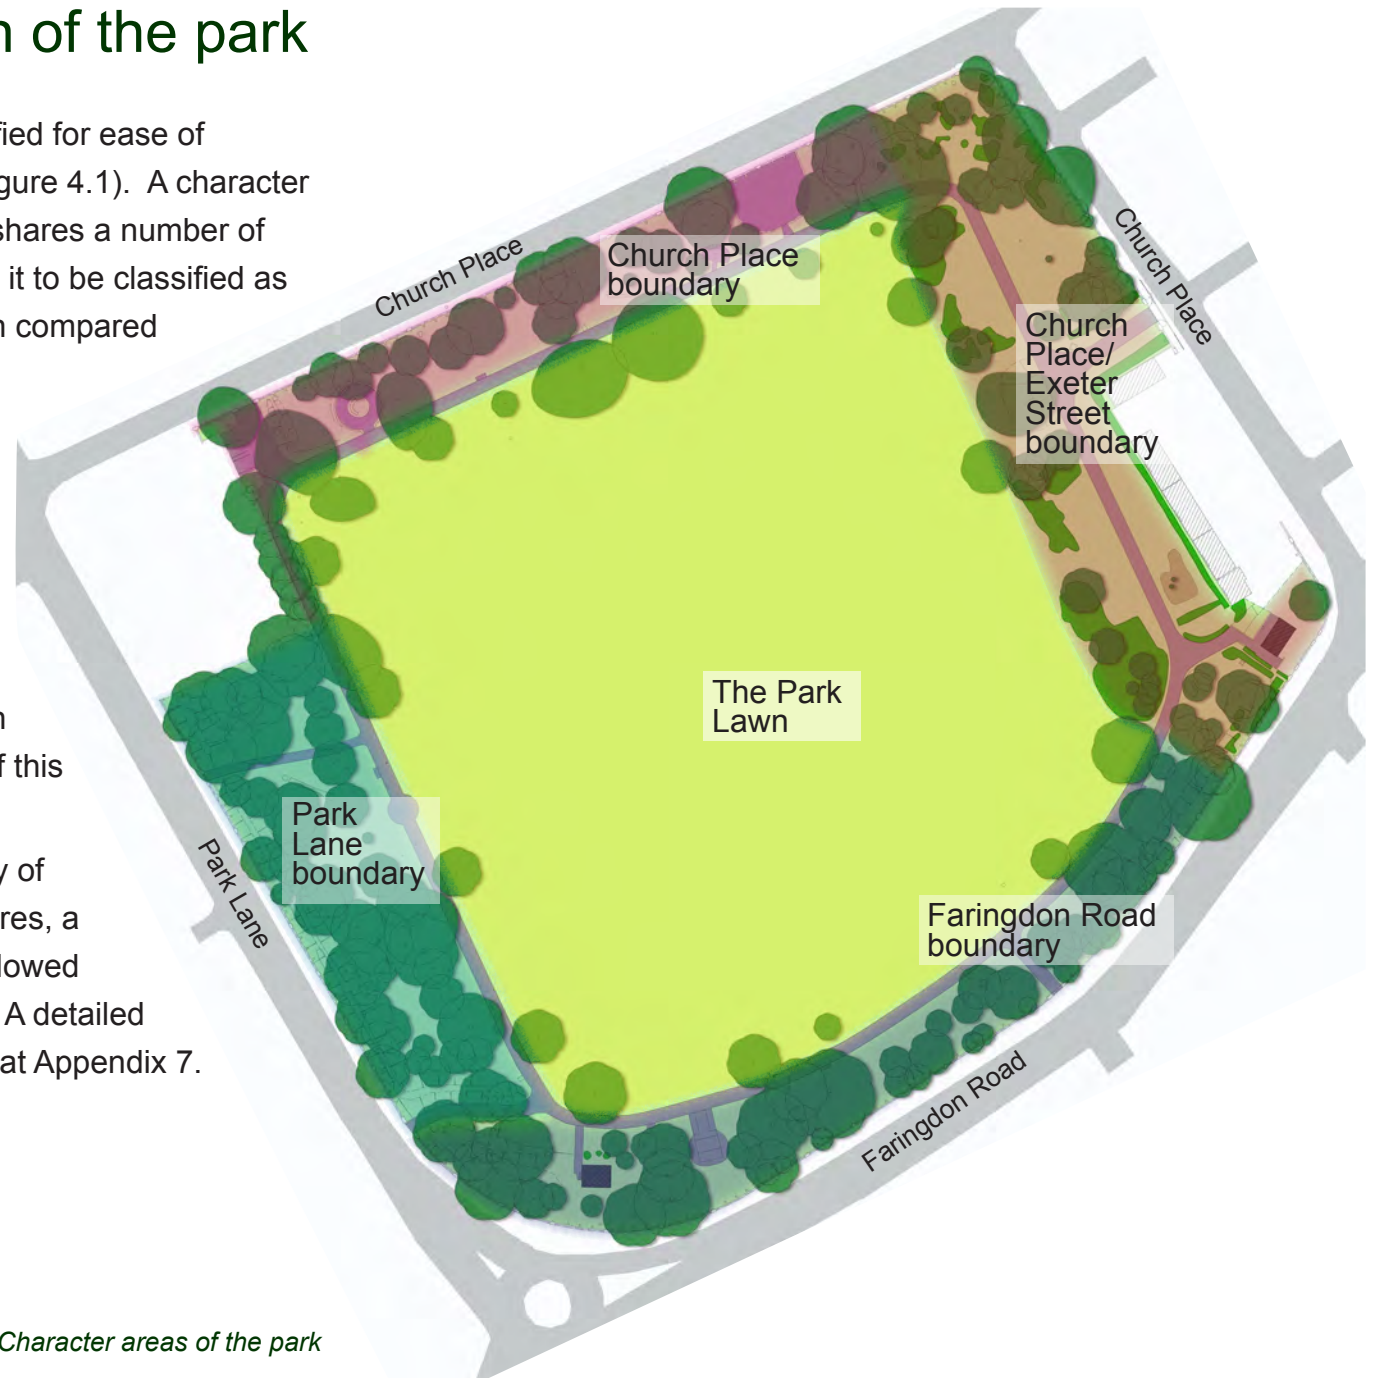 n of the park
fied for ease of
gure 4.1). A character
shares a number of
it to be classified as
n compared
n
f this
y of
res, a
lowed
A detailed
at Appendix 7.
Church Place
Church Place
boundary
Church Place
Church
Place/
Exeter
Street
boundary
The Park
Lawn
Park
Lane
boundary
Park Lane
Faringdon Road
boundary
Faringdon Road
Character areas of the park